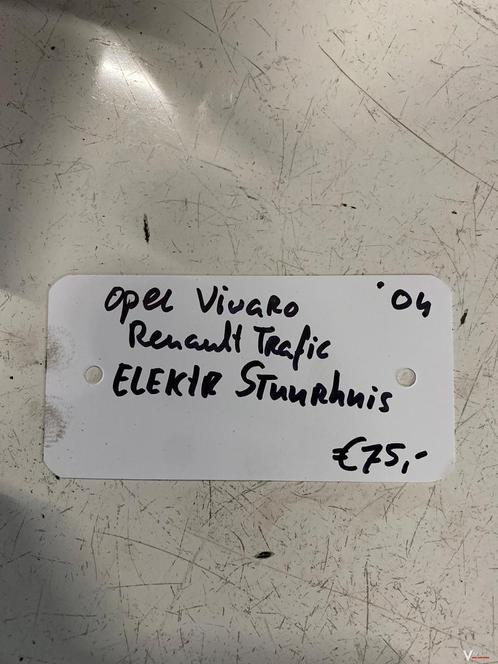 Opel Vivaro '04
Renault Trafic
ELEKTR Stuurhuis
€75,-
V